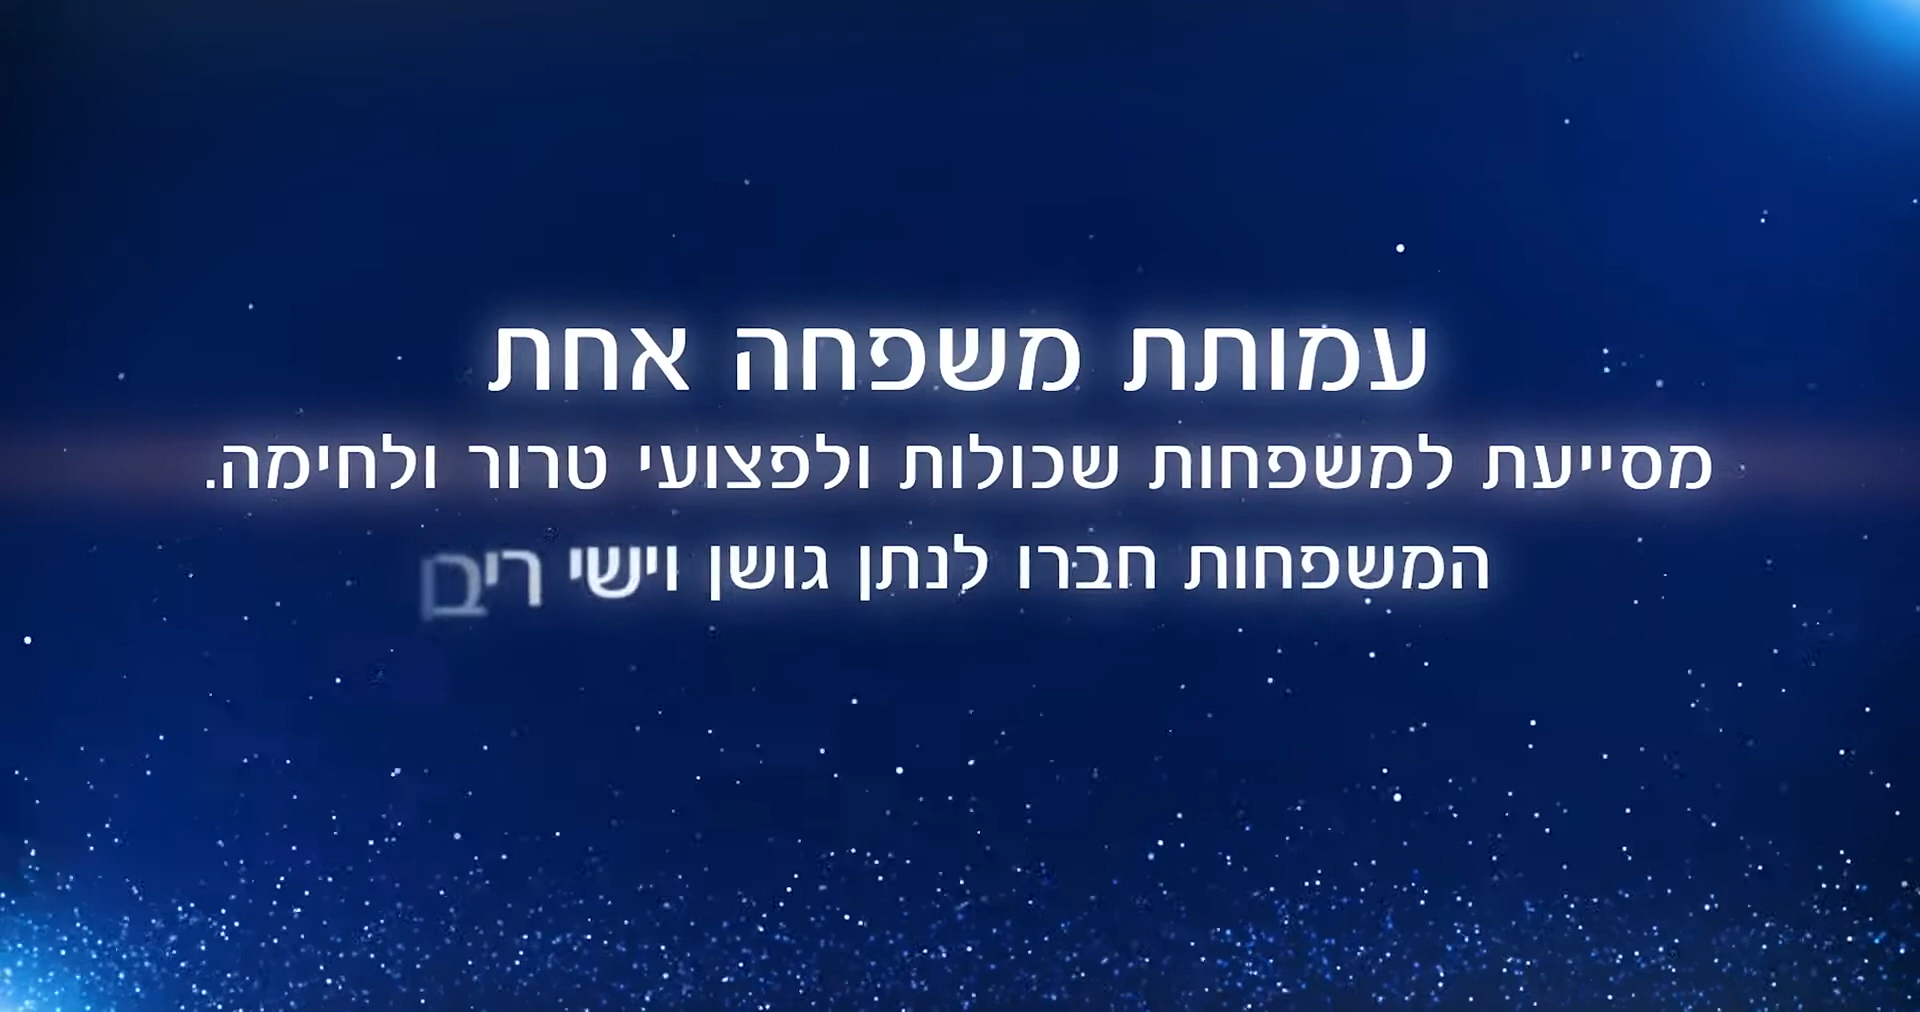 עמותת משפחה אחת
מסייעת למשפחות שכולות ולפצועי טרור ולחימה.
המשפחות חברו לנתן גושן וישי